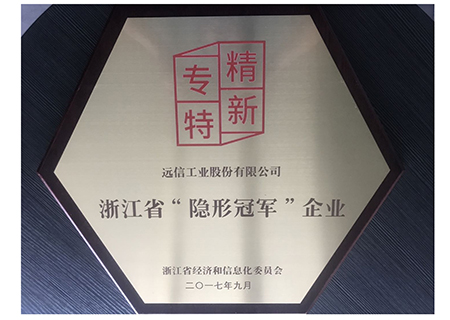 专精
特新
远信工业股份有限公司
浙江省“隐形冠军”企业
浙江省经济和信息化委员会
二〇一七年九月